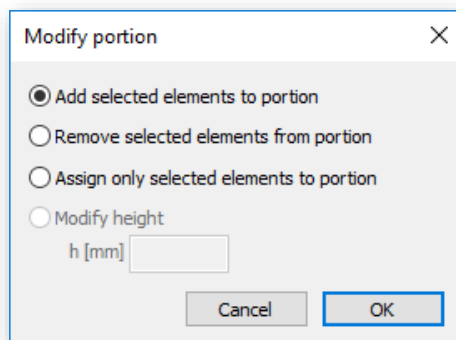 Modify portion
Add selected elements to portion
Remove selected elements from portion
Assign only selected elements to portion
Modify height
h [mm]
Cancel OK